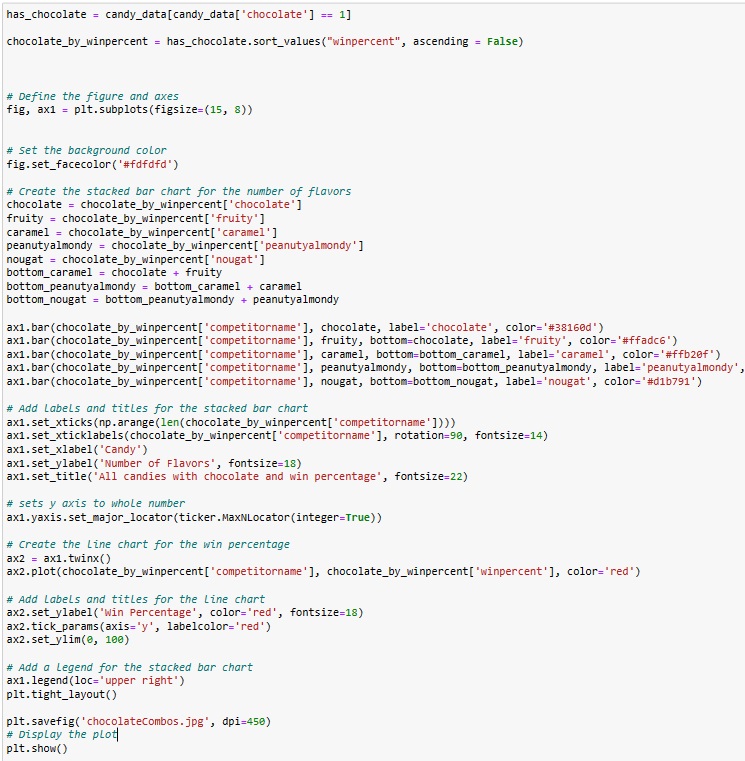 has_chocolate = candy_data[candy_data['chocolate'] == 1]
chocolate_by_winpercent = has_chocolate.sort_values("winpercent", ascending = False)
# Define the figure and axes
fig, ax1 = plt.subplots(figsize=(15, 8))
# Set the background color
fig.set_facecolor('#fdfdfd')
# Create the stacked bar chart for the number of flavors
chocolate = chocolate_by_winpercent['chocolate']
fruity = chocolate_by_winpercent['fruity']
caramel = chocolate_by_winpercent['caramel']
peanutyalmondy = chocolate_by_winpercent['peanutyalmondy']
nougat = chocolate_by_winpercent['nougat']
bottom_caramel = chocolate + fruity
bottom_peanutyalmondy = bottom_caramel + caramel
bottom_nougat = bottom_peanutyalmondy + peanutyalmondy
ax1.bar(chocolate_by_winpercent['competitorname'], chocolate, label='chocolate', color='#38160d')
ax1.bar(chocolate_by_winpercent['competitorname'], fruity, bottom=chocolate, label='fruity', color='#ffadc6')
ax1.bar(chocolate_by_winpercent['competitorname'], caramel, bottom=bottom_caramel, label='caramel', color='#ffb20f')
ax1.bar(chocolate_by_winpercent['competitorname'], peanutyalmondy, bottom=bottom_peanutyalmondy, label='peanutyalmondy',
ax1.bar(chocolate_by_winpercent['competitorname'], nougat, bottom=bottom_nougat, label='nougat', color='#d1b791')
# Add labels and titles for the stacked bar chart
ax1.set_xticks(np.arange(len(chocolate_by_winpercent['competitorname'])))
ax1.set_xticklabels(chocolate_by_winpercent['competitorname'], rotation=90, fontsize=14)
ax1.set_xlabel('Candy')
ax1.set_ylabel('Number of Flavors', fontsize=18)
ax1.set_title('All candies with chocolate and win percentage', fontsize=22)
# sets y axis to whole number
ax1.yaxis.set_major_locator(ticker.MaxNLocator(integer=True))
# Create the line chart for the win percentage
ax2 = ax1.twinx()
ax2.plot(chocolate_by_winpercent['competitorname'], chocolate_by_winpercent['winpercent'], color='red')
# Add labels and titles for the line chart
ax2.set_ylabel('Win Percentage', color='red', fontsize=18)
ax2.tick_params(axis='y', labelcolor='red')
ax2.set_ylim(0, 100)
# Add a legend for the stacked bar chart
ax1.legend(loc='upper right')
plt.tight_layout()
plt.savefig('chocolateCombos.jpg', dpi=450)
# Display the plot
plt.show()